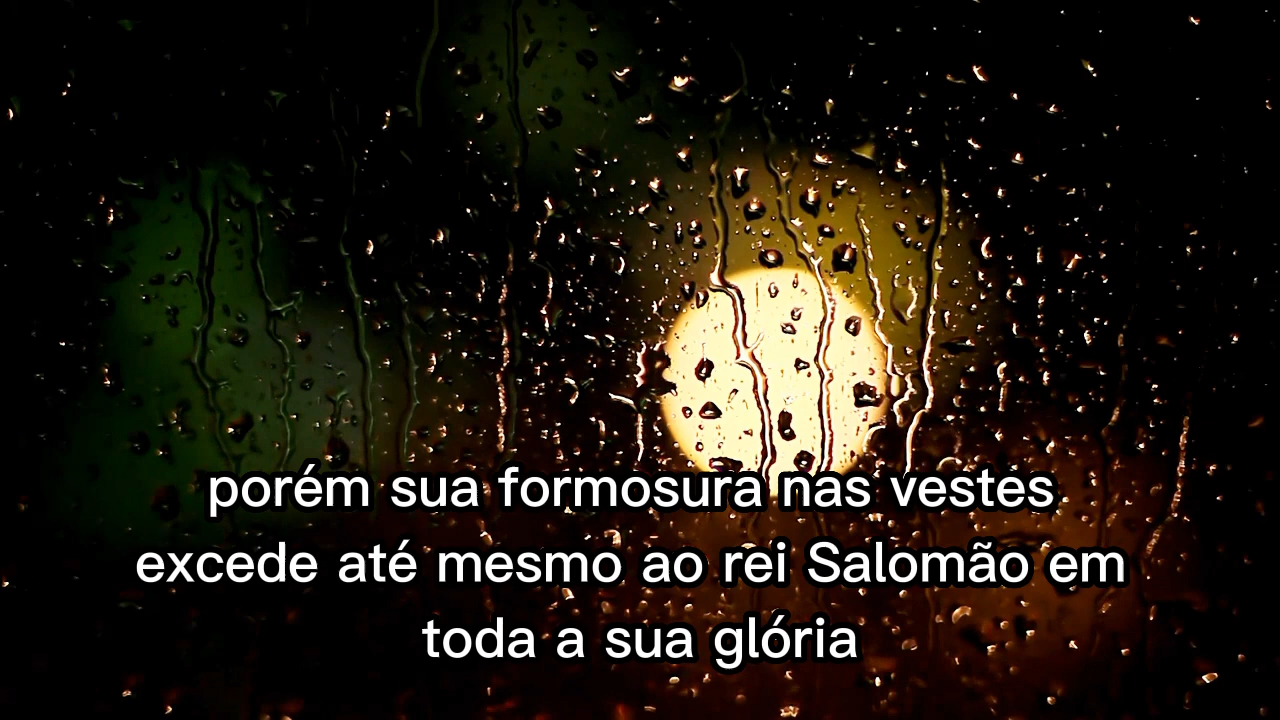 porém sua formosura nas vestes
excede até mesmo ao rei Salomão em
toda a sua glória